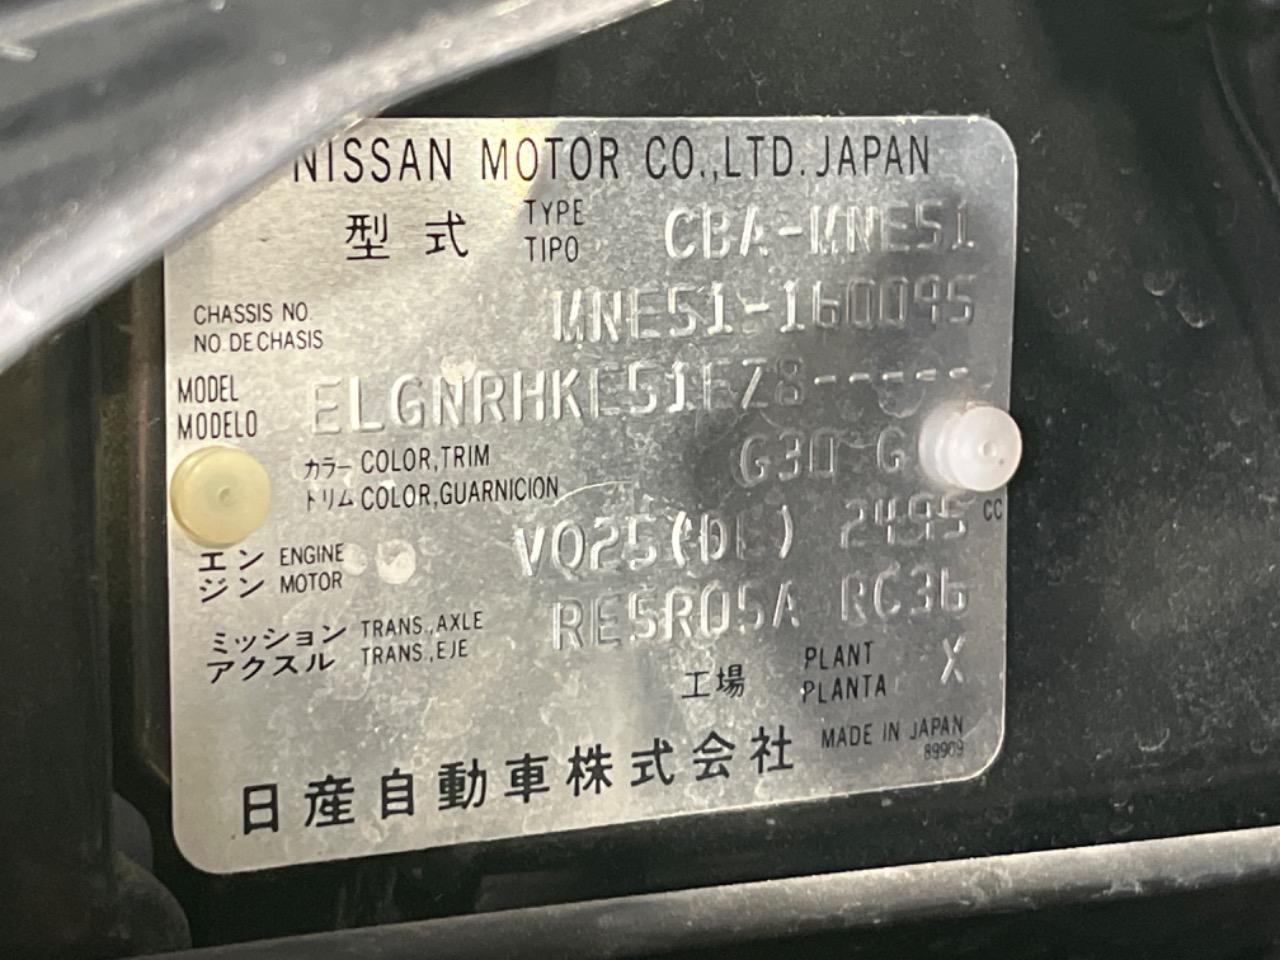 NISSAN MOTOR CO.,LTD. JAPAN
型式 TYPE TIPO CBA-MNE51
CHASSIS NO. MNE51-160095
NO. DE CHASIS
MODEL ELGNRHKE51EZ8-----
MODELO
カラー COLOR,TRIM G30-G
トリム COLOR,GUARNICION
エンジン ENGINE MOTOR VQ25(DE) 2495 CC
ミッション TRANS.,AXLE RE5R05A RC36
アクスル TRANS.,EJE
工場 PLANT PLANTA X
MADE IN JAPAN
89909
日産自動車株式会社